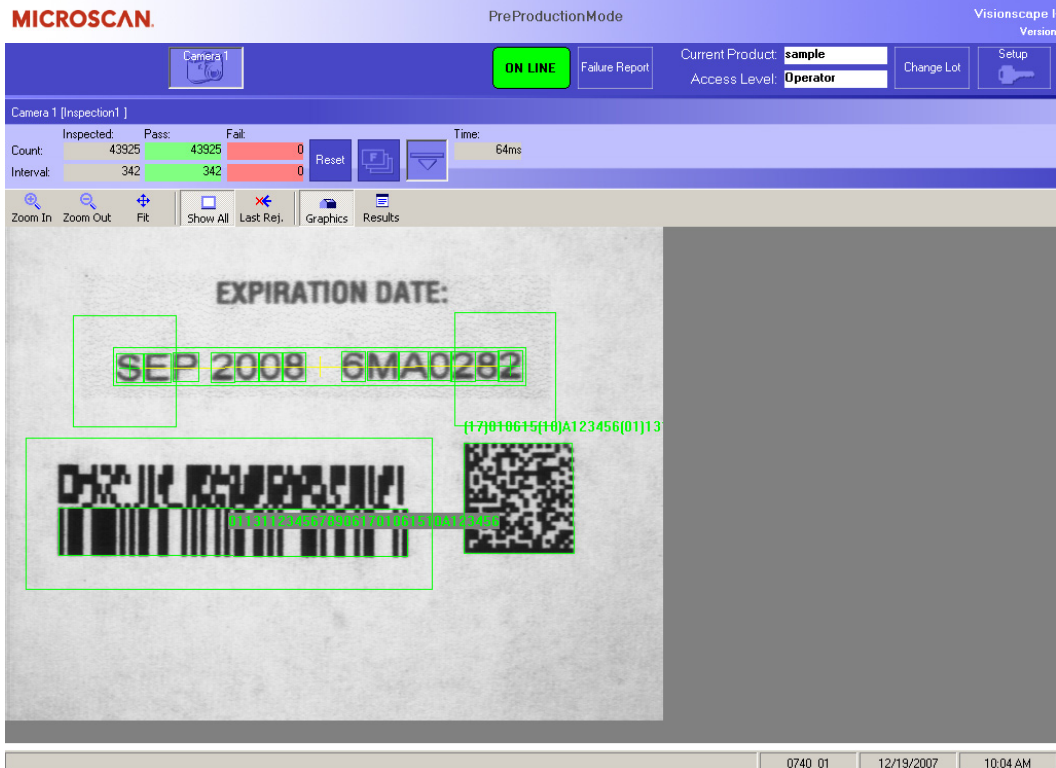 MICROSCAN.
PreProductionMode
Visionscape
Version
Camera 1
ON LINE
Failure Report
Current Product: sample
Access Level: Operator
Change Lot
Setup
Camera 1 [Inspection1 ]
Inspected: Pass: Fail: Time:
Count: 43925 43925 0 Reset F 64ms
Interval: 342 342 0
Zoom In Zoom Out Fit Show All Last Rej. Graphics Results
EXPIRATION DATE:
SEP 2008 6MA0282
(17)010615(10)A123456(01)13
01131123456789061701061510A123456
0740_01 12/19/2007 10:04 AM